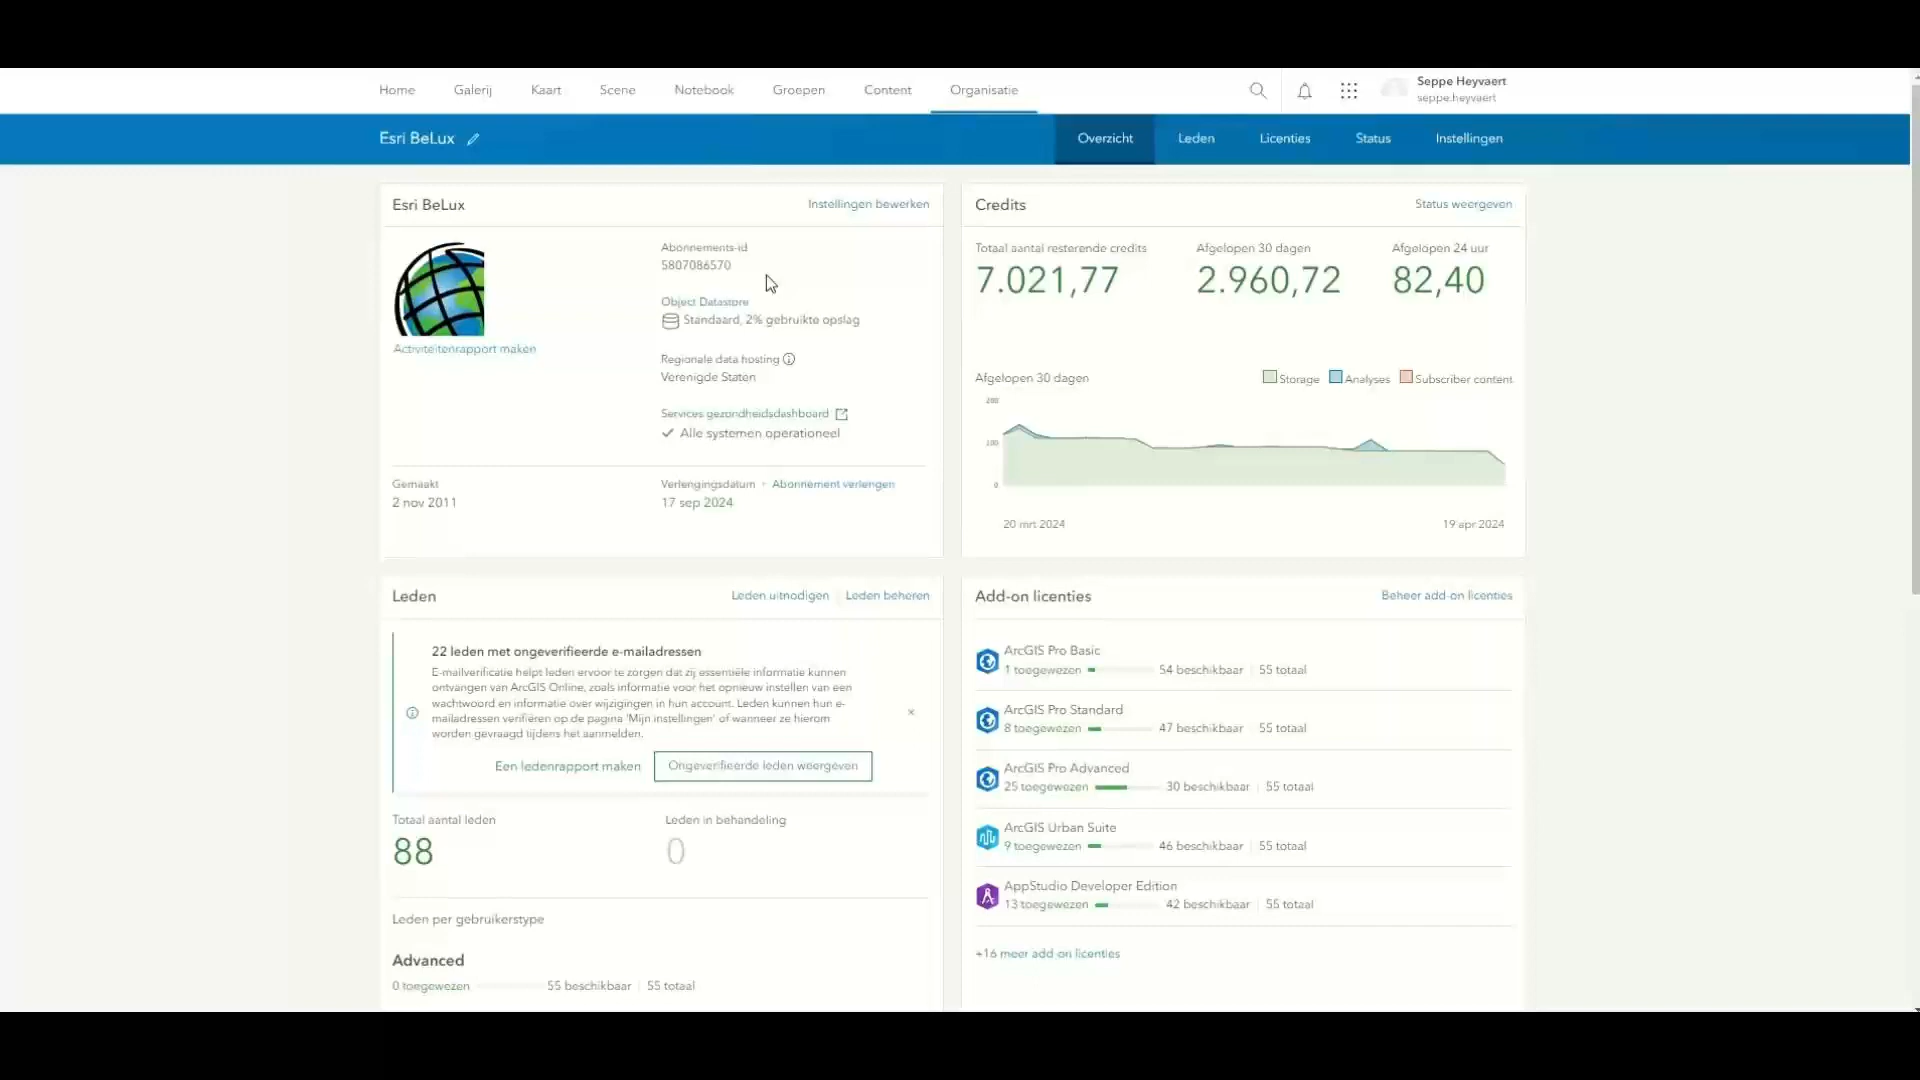 Home Galerij Kaart Scene Notebook Groepen Content Organisatie
Seppe Heyvaert
seppe.heyvaert
Esri BeLux
Overzicht Leden Licenties Status Instellingen
Esri BeLux Instellingen bewerken
Abonnements-id
5807086570
Object Datastore
Standaard, 2% gebruikte opslag
Activiteitenrapport maken
Regionale data hosting
Verenigde Staten
Services gezondheidsdashboard
Alle systemen operationeel
Gemaakt
2 nov 2011
Verlengingsdatum • Abonnement verlengen
17 sep 2024
Credits Status weergeven
Totaal aantal resterende credits Afgelopen 30 dagen Afgelopen 24 uur
7.021,77 2.960,72 82,40
Afgelopen 30 dagen Storage Analyses Subscriber content
200
100
0
20 mrt 2024 19 apr 2024
Leden Leden uitnodigen Leden beheren
22 leden met ongeverifieerde e-mailadressen
E-mailverificatie helpt leden ervoor te zorgen dat zij essentiële informatie kunnen
ontvangen van ArcGIS Online, zoals informatie voor het opnieuw instellen van een
wachtwoord en informatie over wijzigingen in hun account. Leden kunnen hun e-
mailadressen verifiëren op de pagina 'Mijn instellingen' of wanneer ze hierom
worden gevraagd tijdens het aanmelden.
Een ledenrapport maken Ongeverifieerde leden weergeven
Totaal aantal leden Leden in behandeling
88 0
Leden per gebruikerstype
Advanced
0 toegewezen 55 beschikbaar 55 totaal
Add-on licenties Beheer add-on licenties
ArcGIS Pro Basic
1 toegewezen 54 beschikbaar 55 totaal
ArcGIS Pro Standard
8 toegewezen 47 beschikbaar 55 totaal
ArcGIS Pro Advanced
25 toegewezen 30 beschikbaar 55 totaal
ArcGIS Urban Suite
9 toegewezen 46 beschikbaar 55 totaal
AppStudio Developer Edition
13 toegewezen 42 beschikbaar 55 totaal
+16 meer add-on licenties